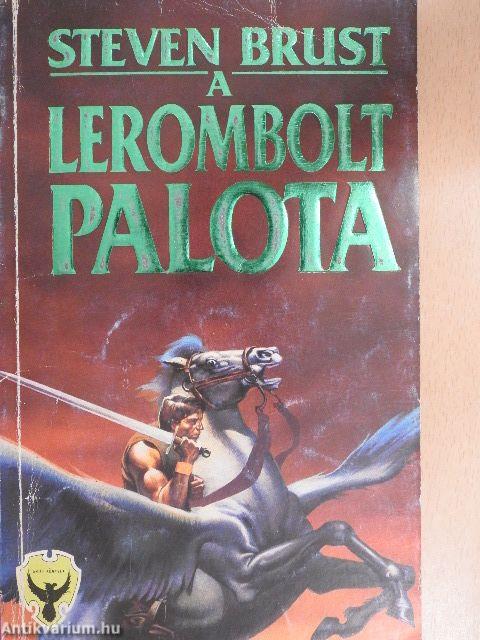 STEVEN BRUST
A
LEROMBOLT
PALOTA
Antikvarium.hu